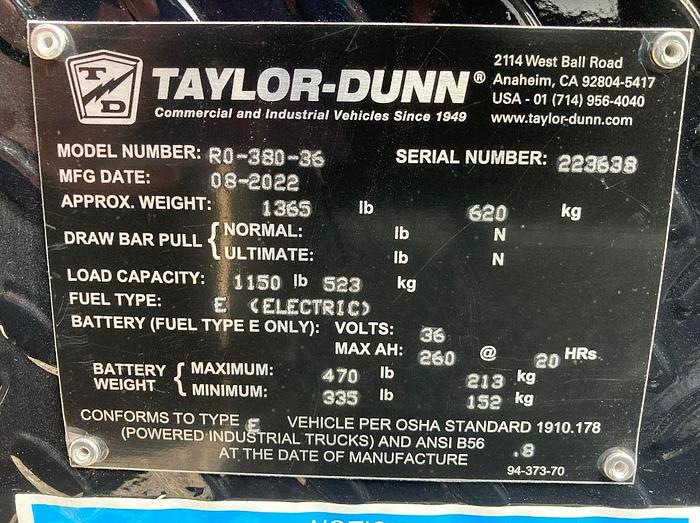 TD
TAYLOR-DUNN®
Commercial and Industrial Vehicles Since 1949
2114 West Ball Road
Anaheim, CA 92804-5417
USA - 01 (714) 956-4040
www.taylor-dunn.com
MODEL NUMBER: R0-380-36 SERIAL NUMBER: 223638
MFG DATE: 08-2022
APPROX. WEIGHT: 1365 lb 620 kg
DRAW BAR PULL { NORMAL: lb N
ULTIMATE: lb N
LOAD CAPACITY: 1150 lb 523 kg
FUEL TYPE: E (ELECTRIC)
BATTERY (FUEL TYPE E ONLY): VOLTS: 36
MAX AH: 260 @ 20 HRs
BATTERY WEIGHT { MAXIMUM: 470 lb 213 kg
MINIMUM: 335 lb 152 kg
CONFORMS TO TYPE E VEHICLE PER OSHA STANDARD 1910.178
(POWERED INDUSTRIAL TRUCKS) AND ANSI B56 .8
AT THE DATE OF MANUFACTURE
94-373-70